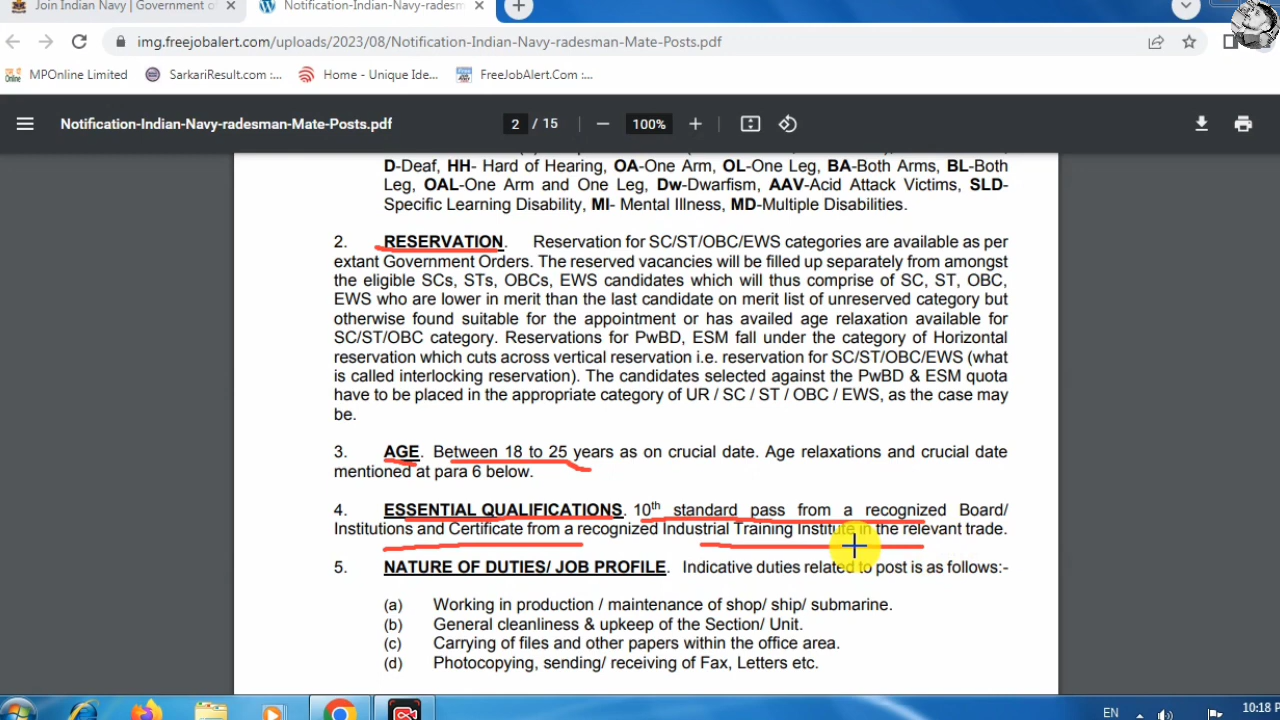 Join Indian Navy | Government of
Notification-Indian-Navy-radesm
img.freejobalert.com/uploads/2023/08/Notification-Indian-Navy-radesman-Mate-Posts.pdf
MPOnline Limited
SarkariResult.com :...
Home - Unique Ide...
FreeJobAlert.Com :...
Notification-Indian-Navy-radesman-Mate-Posts.pdf
2 / 15
100%
D-Deaf, HH- Hard of Hearing, OA-One Arm, OL-One Leg, BA-Both Arms, BL-Both
Leg, OAL-One Arm and One Leg, Dw-Dwarfism, AAV-Acid Attack Victims, SLD-
Specific Learning Disability, MI- Mental Illness, MD-Multiple Disabilities.
2. RESERVATION. Reservation for SC/ST/OBC/EWS categories are available as per
extant Government Orders. The reserved vacancies will be filled up separately from amongst
the eligible SCs, STs, OBCs, EWS candidates which will thus comprise of SC, ST, OBC,
EWS who are lower in merit than the last candidate on merit list of unreserved category but
otherwise found suitable for the appointment or has availed age relaxation available for
SC/ST/OBC category. Reservations for PwBD, ESM fall under the category of Horizontal
reservation which cuts across vertical reservation i.e. reservation for SC/ST/OBC/EWS (what
is called interlocking reservation). The candidates selected against the PwBD & ESM quota
have to be placed in the appropriate category of UR / SC / ST / OBC / EWS, as the case may
be.
3. AGE. Between 18 to 25 years as on crucial date. Age relaxations and crucial date
mentioned at para 6 below.
4. ESSENTIAL QUALIFICATIONS. 10th standard pass from a recognized Board/
Institutions and Certificate from a recognized Industrial Training Institute in the relevant trade.
5. NATURE OF DUTIES/ JOB PROFILE. Indicative duties related to post is as follows:-
(a) Working in production / maintenance of shop/ ship/ submarine.
(b) General cleanliness & upkeep of the Section/ Unit.
(c) Carrying of files and other papers within the office area.
(d) Photocopying, sending/ receiving of Fax, Letters etc.
EN
10:18 P